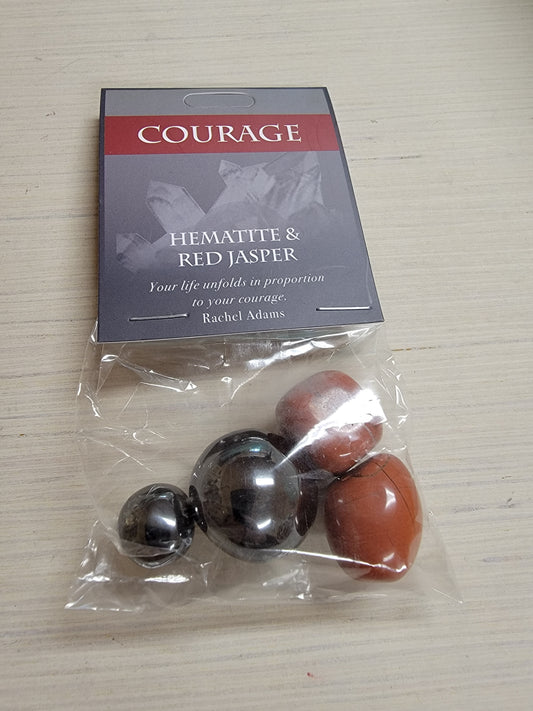 COURAGE
HEMATITE &
RED JASPER
Your life unfolds in proportion
to your courage.
Rachel Adams